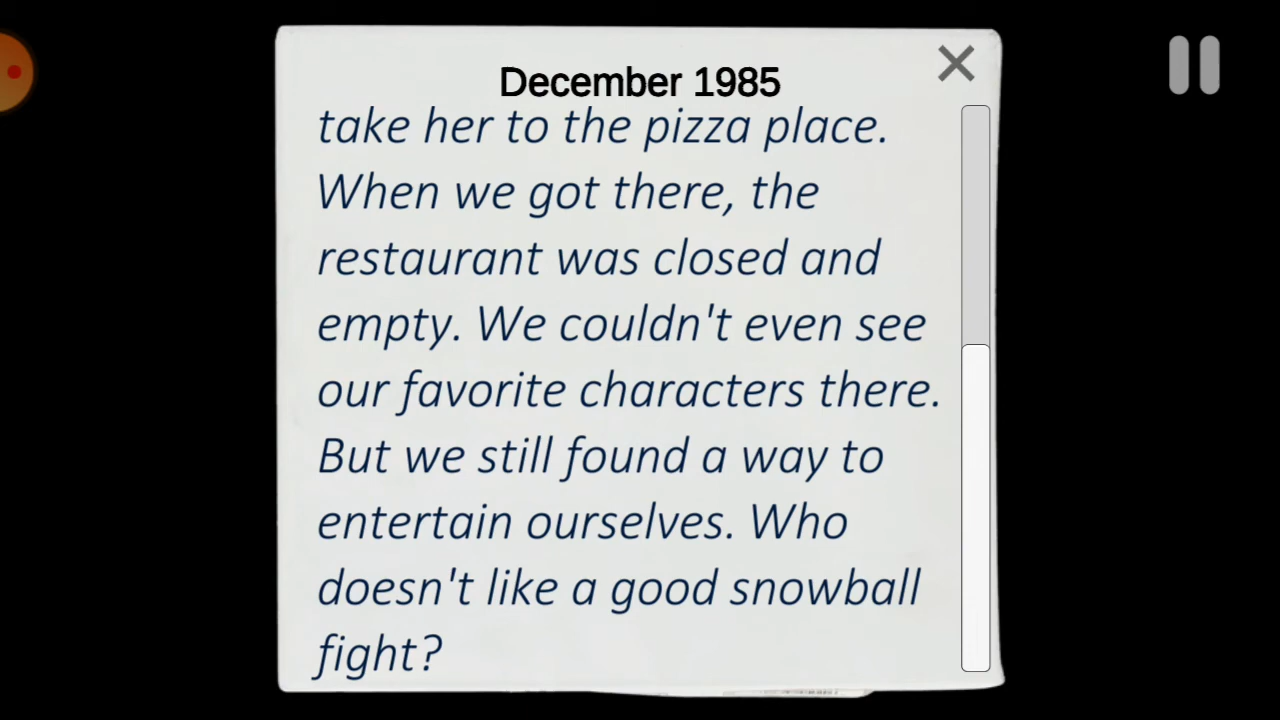 December 1985
take her to the pizza place.
When we got there, the
restaurant was closed and
empty. We couldn't even see
our favorite characters there.
But we still found a way to
entertain ourselves. Who
doesn't like a good snowball
fight?